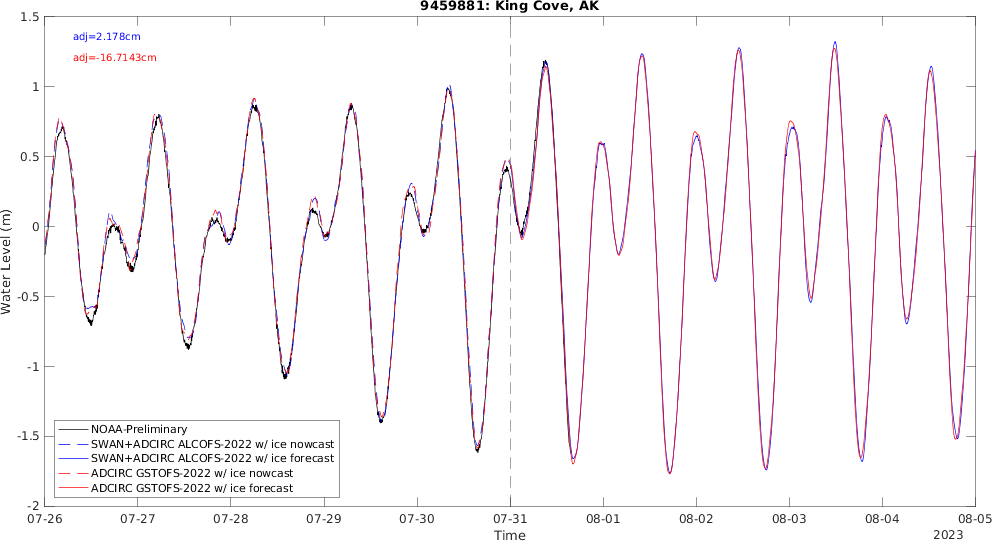 9459881: King Cove, AK
adj=2.178cm
adj=-16.7143cm
1.5
1
0.5
0
-0.5
-1
-1.5
-2
Water Level (m)
NOAA-Preliminary
SWAN+ADCIRC ALCOFS-2022 w/ ice nowcast
SWAN+ADCIRC ALCOFS-2022 w/ ice forecast
ADCIRC GSTOFS-2022 w/ ice nowcast
ADCIRC GSTOFS-2022 w/ ice forecast
07-26 07-27 07-28 07-29 07-30 07-31 08-01 08-02 08-03 08-04 08-05
Time
2023